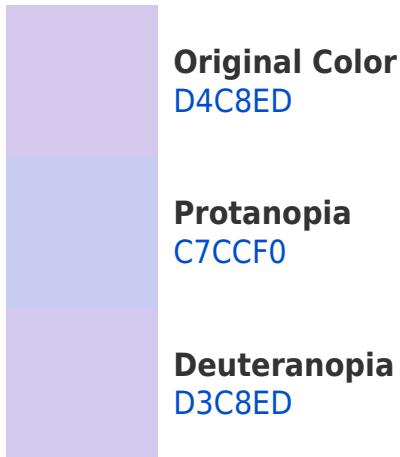 Original Color
D4C8ED
Protanopia
C7CCF0
Deuteranopia
D3C8ED